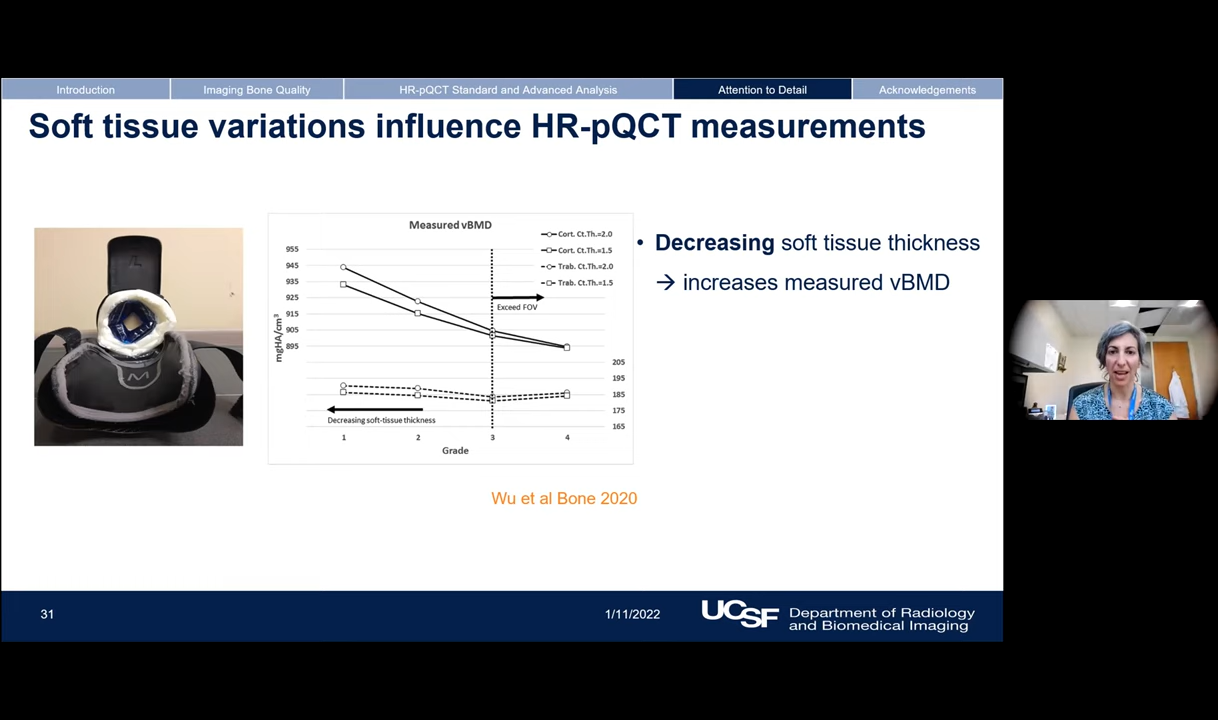 Introduction
Imaging Bone Quality
HR-pQCT Standard and Advanced Analysis
Attention to Detail
Acknowledgements
Soft tissue variations influence HR-pQCT measurements
Measured vBMD
Cort. Ct.Th.=2.0
Cort. Ct.Th.=1.5
Trab. Ct.Th.=2.0
Trab. Ct.Th.=1.5
955
945
935
925
915
905
895
mgHA/cm³
Exceed FOV
205
195
185
175
165
Decreasing soft-tissue thickness
1 2 3 4
Grade
• Decreasing soft tissue thickness
→ increases measured vBMD
Wu et al Bone 2020
31
1/11/2022
UCSF
Department of Radiology
and Biomedical Imaging